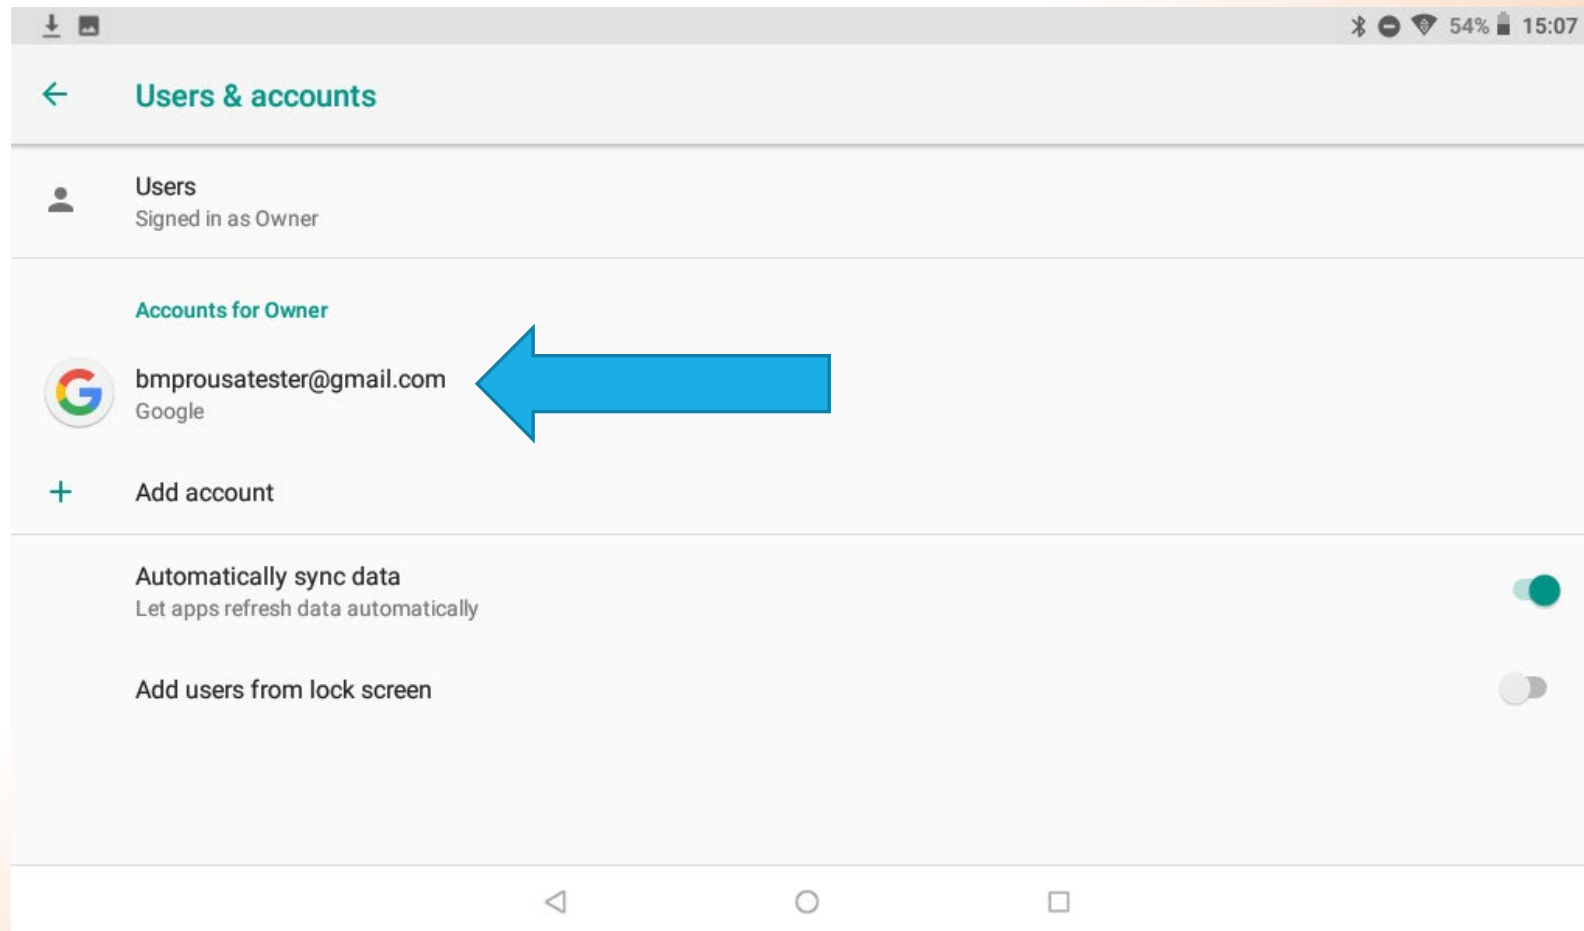 54% 15:07
Users & accounts
Users
Signed in as Owner
Accounts for Owner
bmprousatester@gmail.com
Google
Add account
Automatically sync data
Let apps refresh data automatically
Add users from lock screen